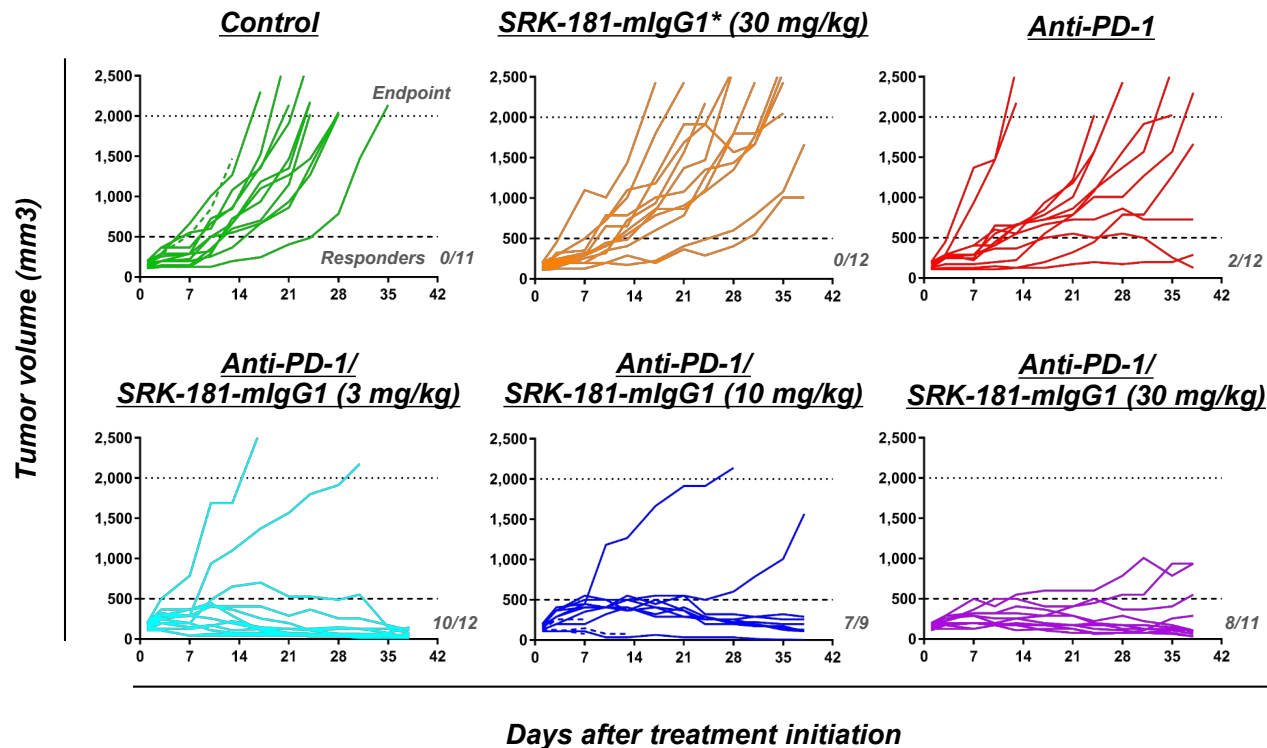 Control
SRK-181-mIgG1* (30 mg/kg)
Anti-PD-1
Tumor volume (mm3)
2,500
2,000
1,500
1,000
500
0
0 7 14 21 28 35 42
Endpoint
Responders 0/11
2,500
2,000
1,500
1,000
500
0
0 7 14 21 28 35 42
0/12
2,500
2,000
1,500
1,000
500
0
0 7 14 21 28 35 42
2/12
Anti-PD-1/
SRK-181-mIgG1 (3 mg/kg)
Anti-PD-1/
SRK-181-mIgG1 (10 mg/kg)
Anti-PD-1/
SRK-181-mIgG1 (30 mg/kg)
2,500
2,000
1,500
1,000
500
0
0 7 14 21 28 35 42
10/12
2,500
2,000
1,500
1,000
500
0
0 7 14 21 28 35 42
7/9
2,500
2,000
1,500
1,000
500
0
0 7 14 21 28 35 42
8/11
Days after treatment initiation